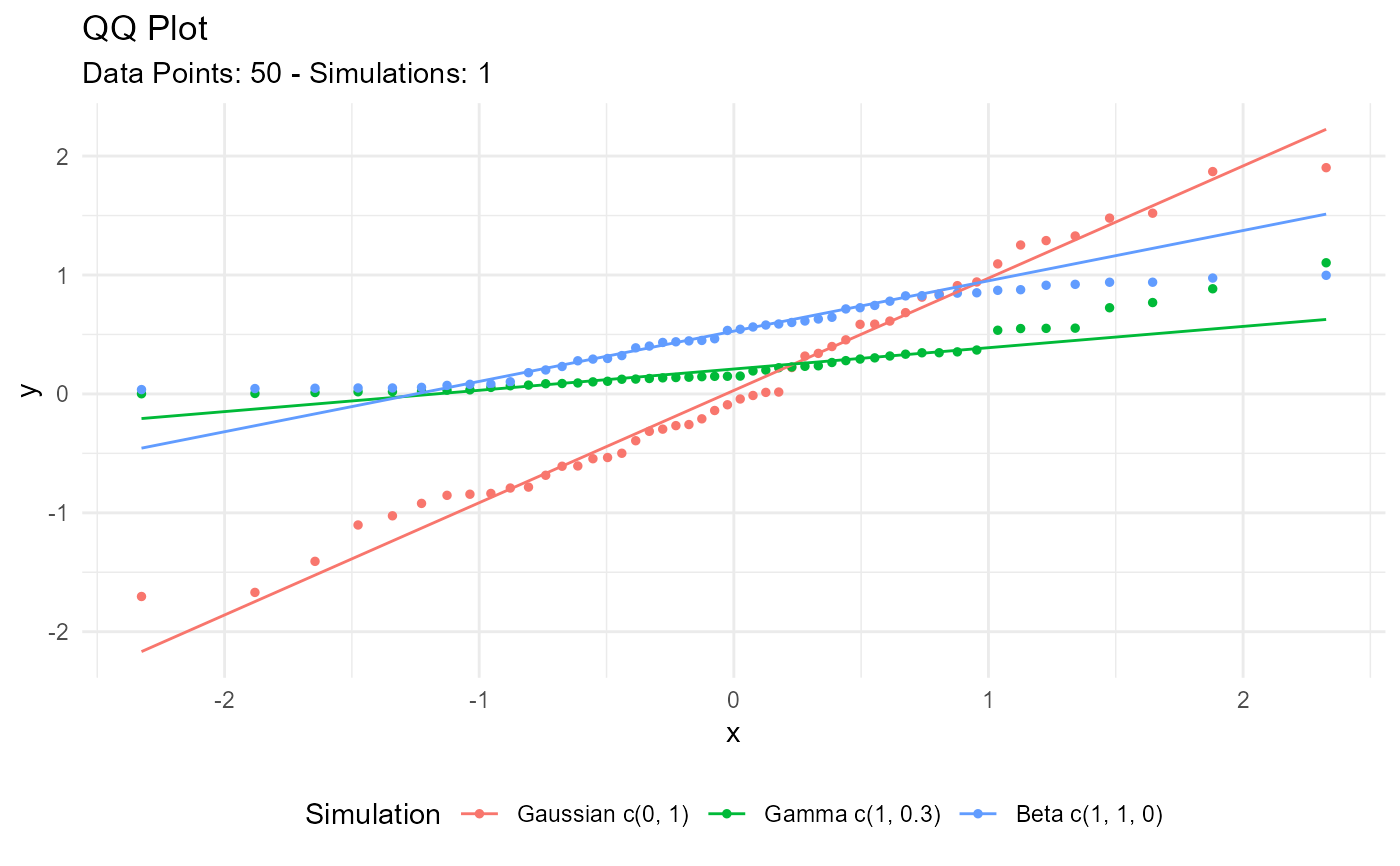 QQ Plot
Data Points: 50 - Simulations: 1
y
2
1
0
-1
-2
-2 -1 0 1 2
x
Simulation Gaussian c(0, 1) Gamma c(1, 0.3) Beta c(1, 1, 0)